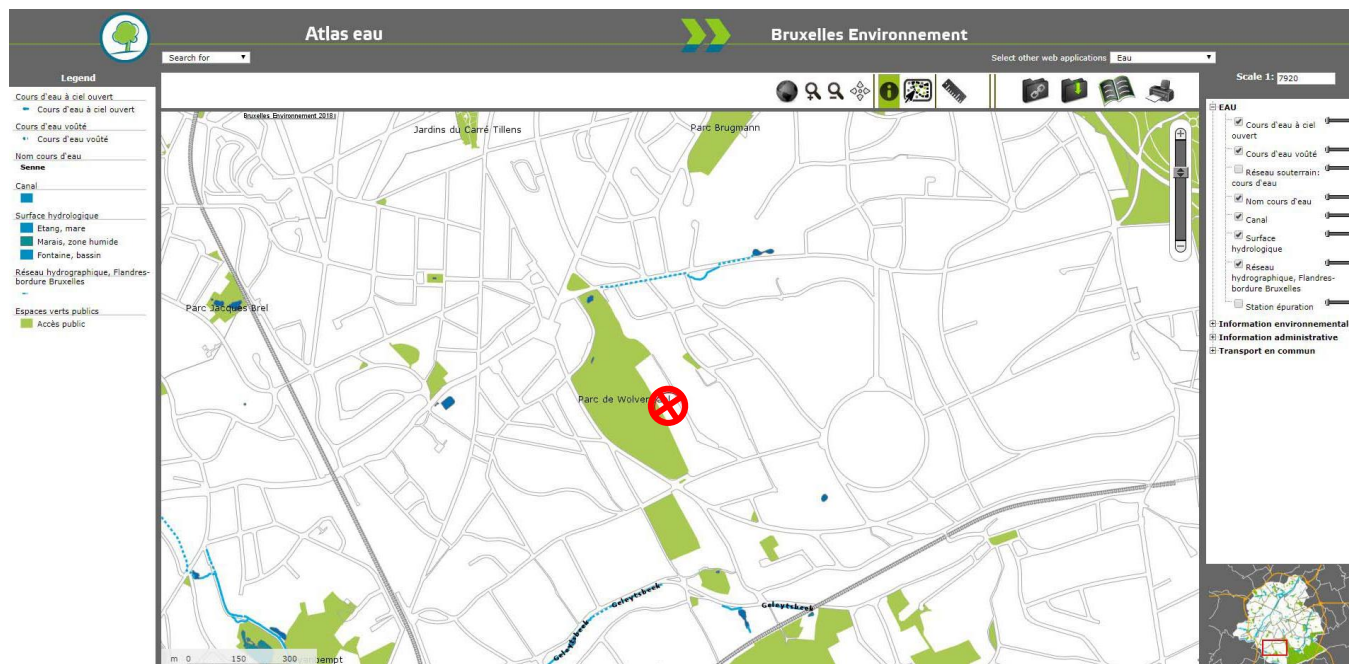 Atlas eau
Bruxelles Environnement
Search for
Select other web applications Eau
Legend
Scale 1: 7920
Cours d'eau à ciel ouvert
Cours d'eau à ciel ouvert
Cours d'eau voûté
Cours d'eau voûté
Nom cours d'eau
Senne
Canal
Surface hydrologique
Etang, mare
Marais, zone humide
Fontaine, bassin
Réseau hydrographique, Flandres-
bordure Bruxelles
Espaces verts publics
Accès public
Bruxelles Environnement 2018
Jardins du Carré Tillens
Parc Brugmann
Parc Jacques Brel
Parc de Wolven
Geleytsbeek
Geleytsbeek
m 0 150 300
EAU
Cours d'eau à ciel
ouvert
Cours d'eau voûté
Réseau souterrain:
cours d'eau
Nom cours d'eau
Canal
Surface
hydrologique
Réseau
hydrographique, Flandres-
bordure Bruxelles
Station épuration
Information environnemental
Information administrative
Transport en commun